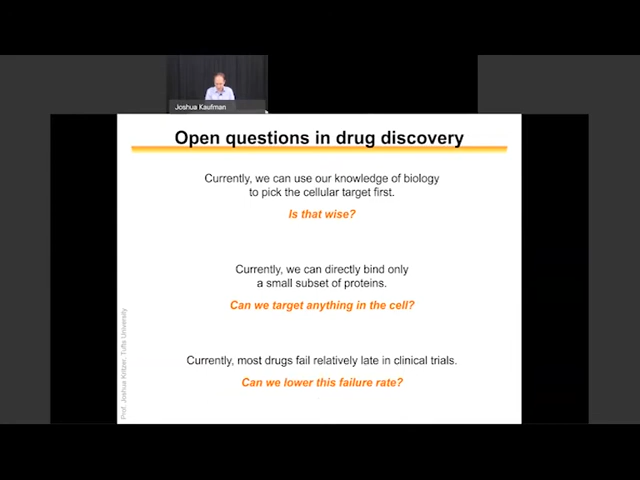 Joshua Kaufman
Open questions in drug discovery
Currently, we can use our knowledge of biology
to pick the cellular target first.
Is that wise?
Currently, we can directly bind only
a small subset of proteins.
Can we target anything in the cell?
Currently, most drugs fail relatively late in clinical trials.
Can we lower this failure rate?
Prof. Joshua Kritzer, Tufts University